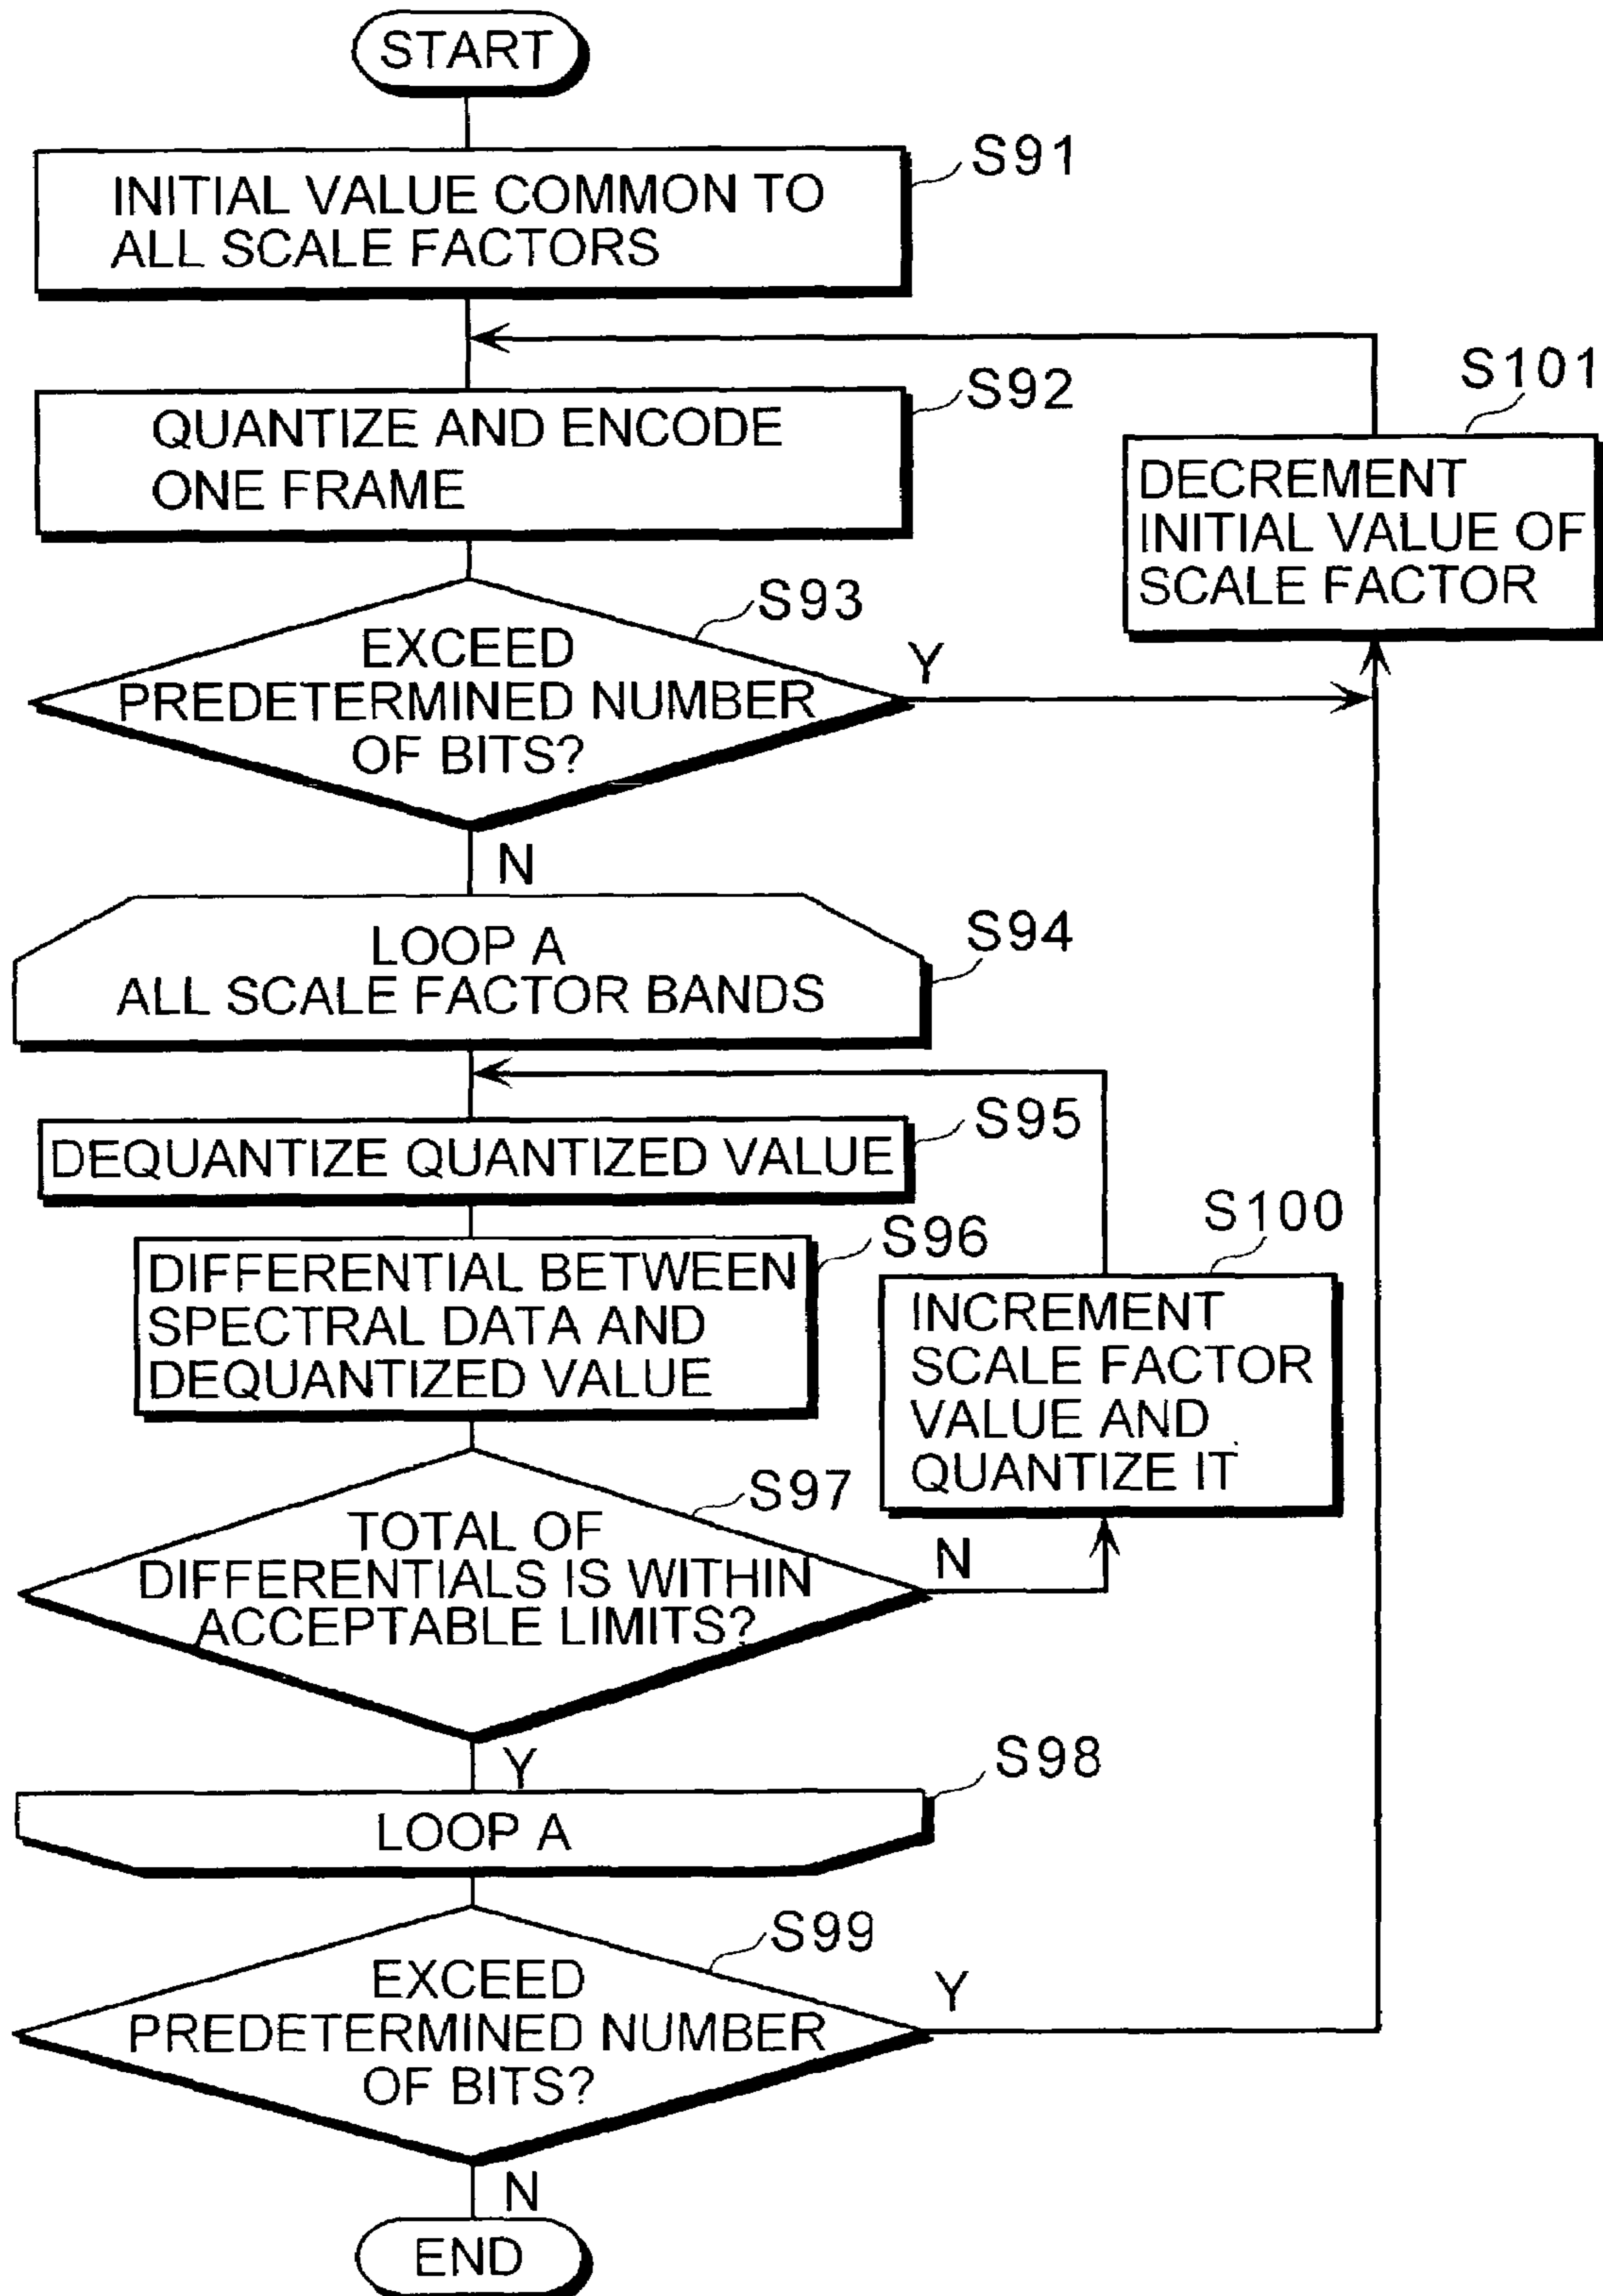 START
S91
INITIAL VALUE COMMON TO
ALL SCALE FACTORS
S92
QUANTIZE AND ENCODE
ONE FRAME
S101
DECREMENT
INITIAL VALUE OF
SCALE FACTOR
S93
EXCEED
PREDETERMINED NUMBER
OF BITS?
Y
N
S94
LOOP A
ALL SCALE FACTOR BANDS
S95
DEQUANTIZE QUANTIZED VALUE
S96
DIFFERENTIAL BETWEEN
SPECTRAL DATA AND
DEQUANTIZED VALUE
S100
INCREMENT
SCALE FACTOR
VALUE AND
QUANTIZE IT
S97
TOTAL OF
DIFFERENTIALS IS WITHIN
ACCEPTABLE LIMITS?
N
Y
S98
LOOP A
S99
EXCEED
PREDETERMINED NUMBER
OF BITS?
Y
N
END